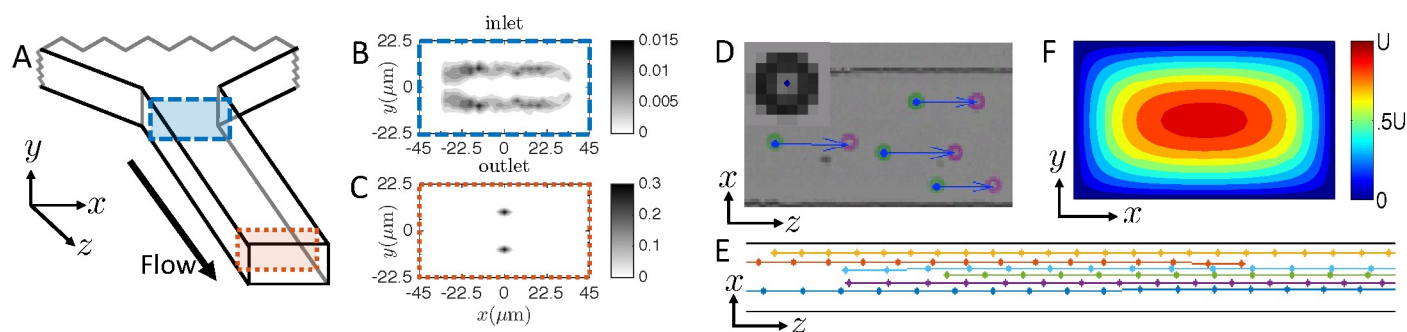 A
y
x
z
Flow
B
inlet
y(μm)
22.5
0
-22.5
-45 -22.5 0 22.5 45
0.015
0.01
0.005
0
C
outlet
y(μm)
22.5
0
-22.5
-45 -22.5 0 22.5 45
x(μm)
0.3
0.2
0.1
0
D
x
z
F
y
x
U
.5U
0
E
x
z